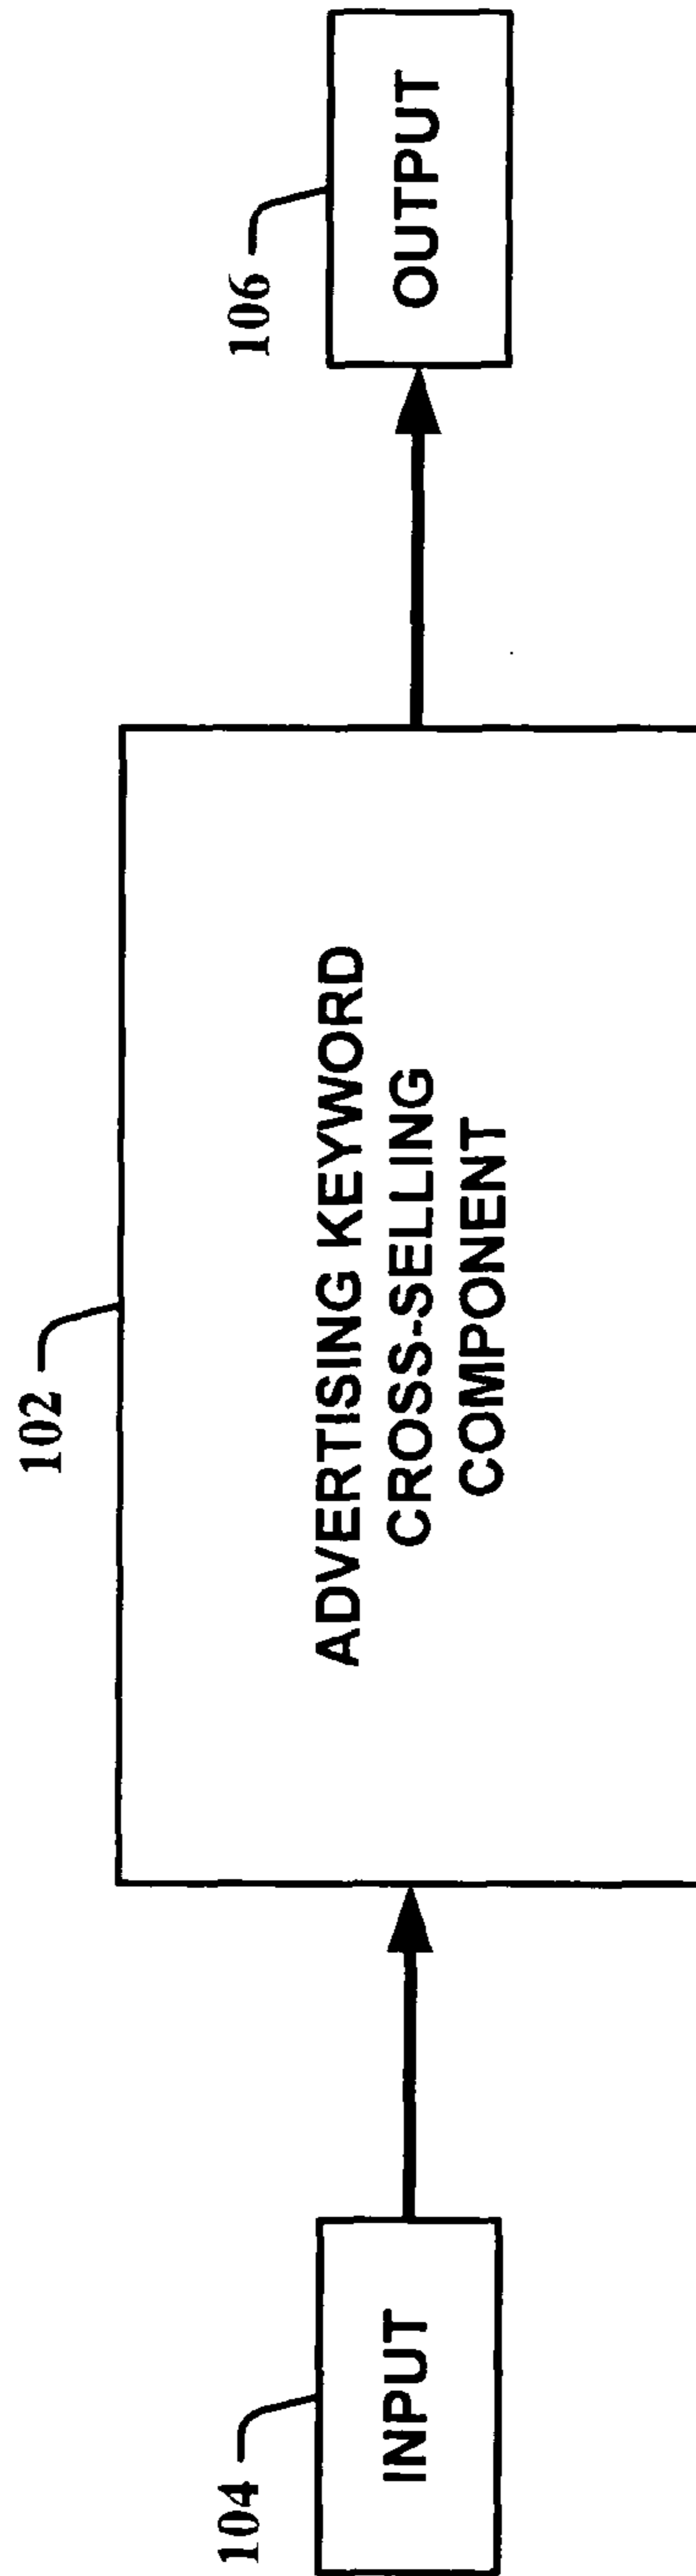 102
ADVERTISING KEYWORD
CROSS-SELLING
COMPONENT
104
INPUT
106
OUTPUT